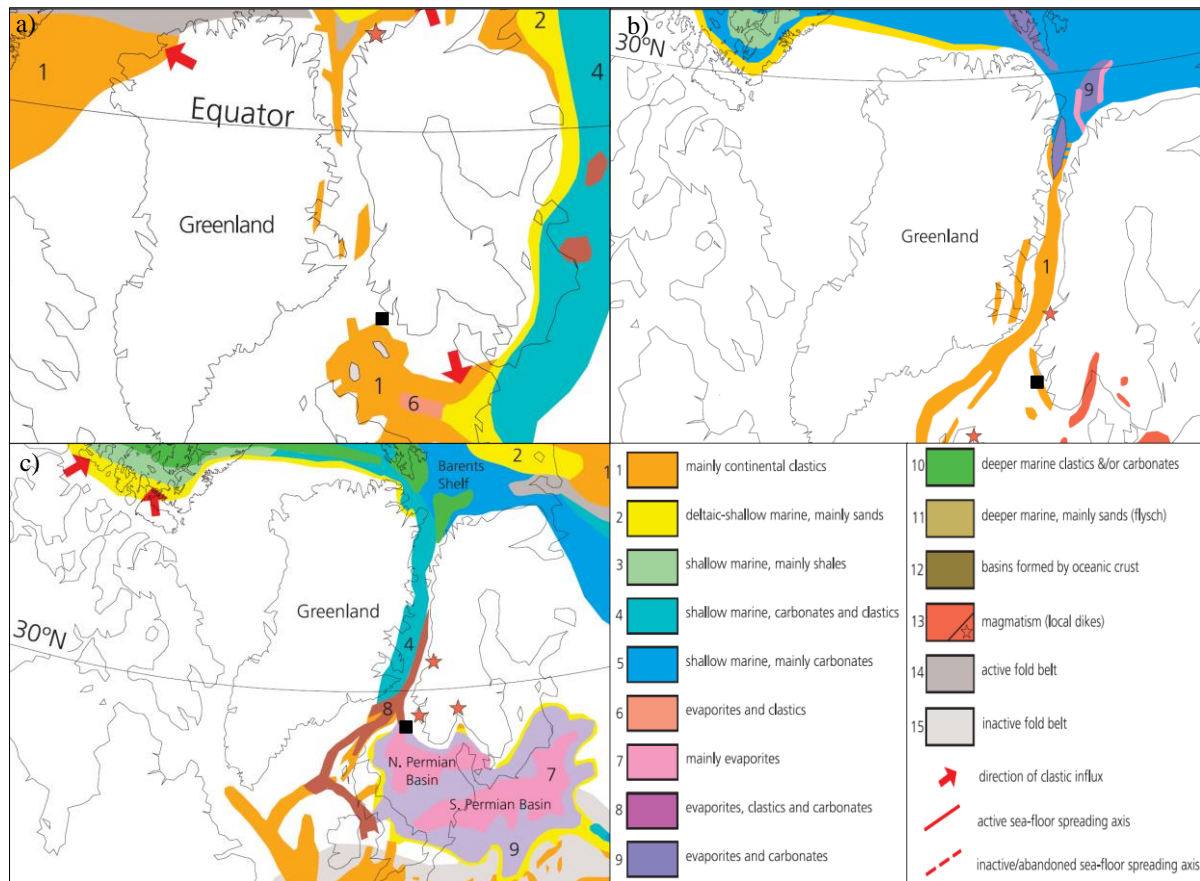 a)
1
2
4
Equator
Greenland
1
6
b)
30°N
9
Greenland
1
c)
Barents
Shelf
2
1
Greenland
30°N
4
8
N. Permian
Basin
7
S. Permian Basin
9
1 mainly continental clastics
2 deltaic-shallow marine, mainly sands
3 shallow marine, mainly shales
4 shallow marine, carbonates and clastics
5 shallow marine, mainly carbonates
6 evaporites and clastics
7 mainly evaporites
8 evaporites, clastics and carbonates
9 evaporites and carbonates
10 deeper marine clastics &/or carbonates
11 deeper marine, mainly sands (flysch)
12 basins formed by oceanic crust
13 magmatism (local dikes)
14 active fold belt
15 inactive fold belt
direction of clastic influx
active sea-floor spreading axis
inactive/abandoned sea-floor spreading axis